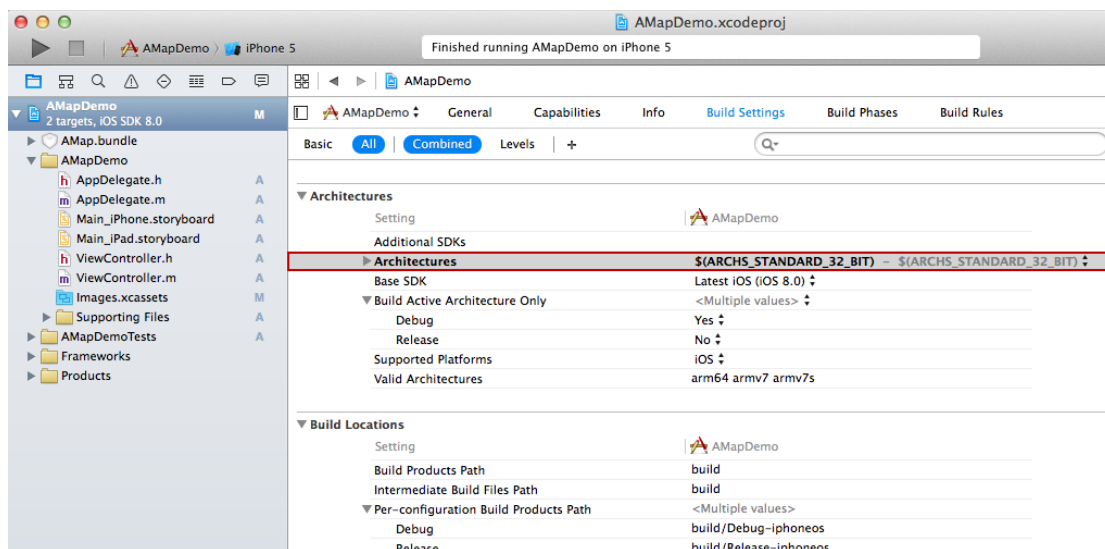 AMapDemo.xcodeproj
AMapDemo iPhone 5
Finished running AMapDemo on iPhone 5
AMapDemo
AMapDemo
2 targets, iOS SDK 8.0
M
AMapDemo General Capabilities Info Build Settings Build Phases Build Rules
AMap.bundle
Basic All Combined Levels
AMapDemo
h AppDelegate.h A
m AppDelegate.m A
Main_iPhone.storyboard A
Main_iPad.storyboard A
h ViewController.h A
m ViewController.m A
Images.xcassets M
Supporting Files A
AMapDemoTests A
Frameworks
Products
Architectures
Setting AMapDemo
Additional SDKs
Architectures $(ARCHS_STANDARD_32_BIT) – $(ARCHS_STANDARD_32_BIT)
Base SDK Latest iOS (iOS 8.0)
Build Active Architecture Only <Multiple values>
Debug Yes
Release No
Supported Platforms iOS
Valid Architectures arm64 armv7 armv7s
Build Locations
Setting AMapDemo
Build Products Path build
Intermediate Build Files Path build
Per-configuration Build Products Path <Multiple values>
Debug build/Debug-iphoneos
Release build/Release-iphoneos